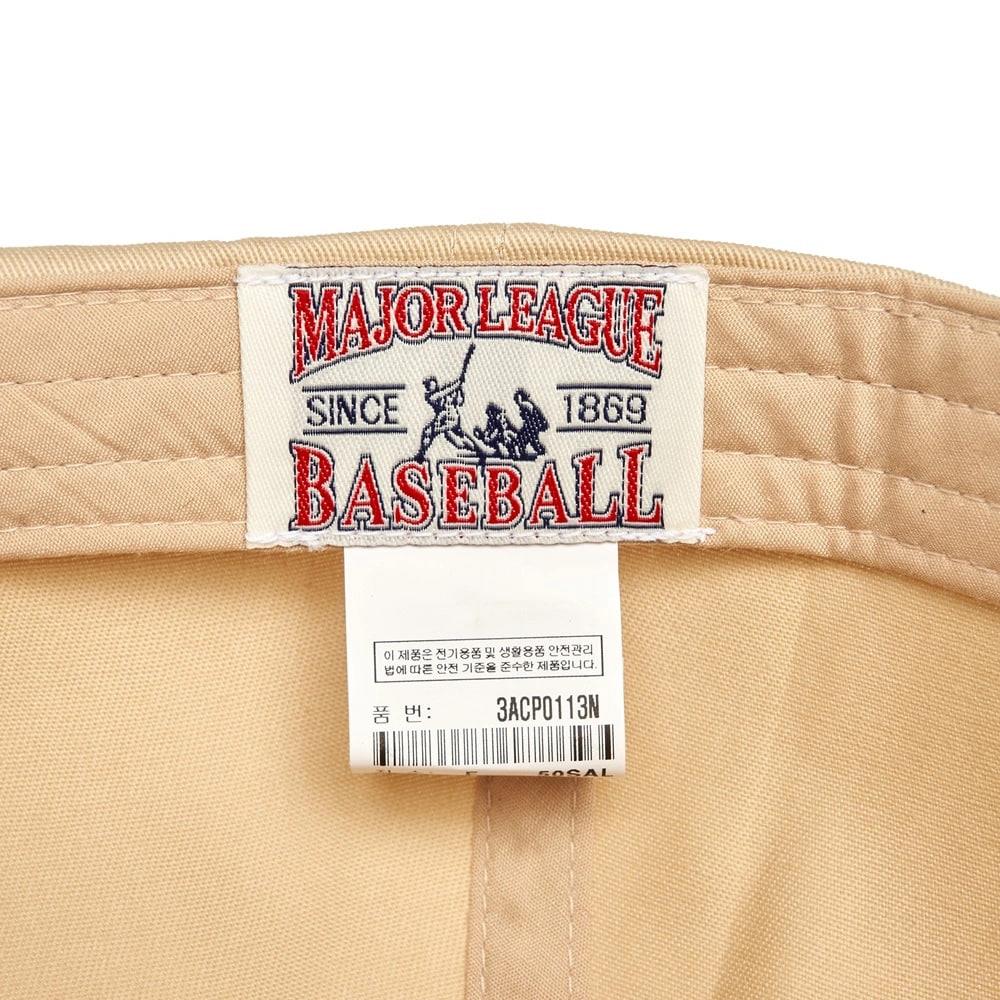 MAJOR LEAGUE
SINCE 1869
BASEBALL
이 제품은 전기용품 및 생활용품 안전관리
법에 따른 안전 기준을 준수한 제품입니다.
품 번: 3ACP0113N
50SAL